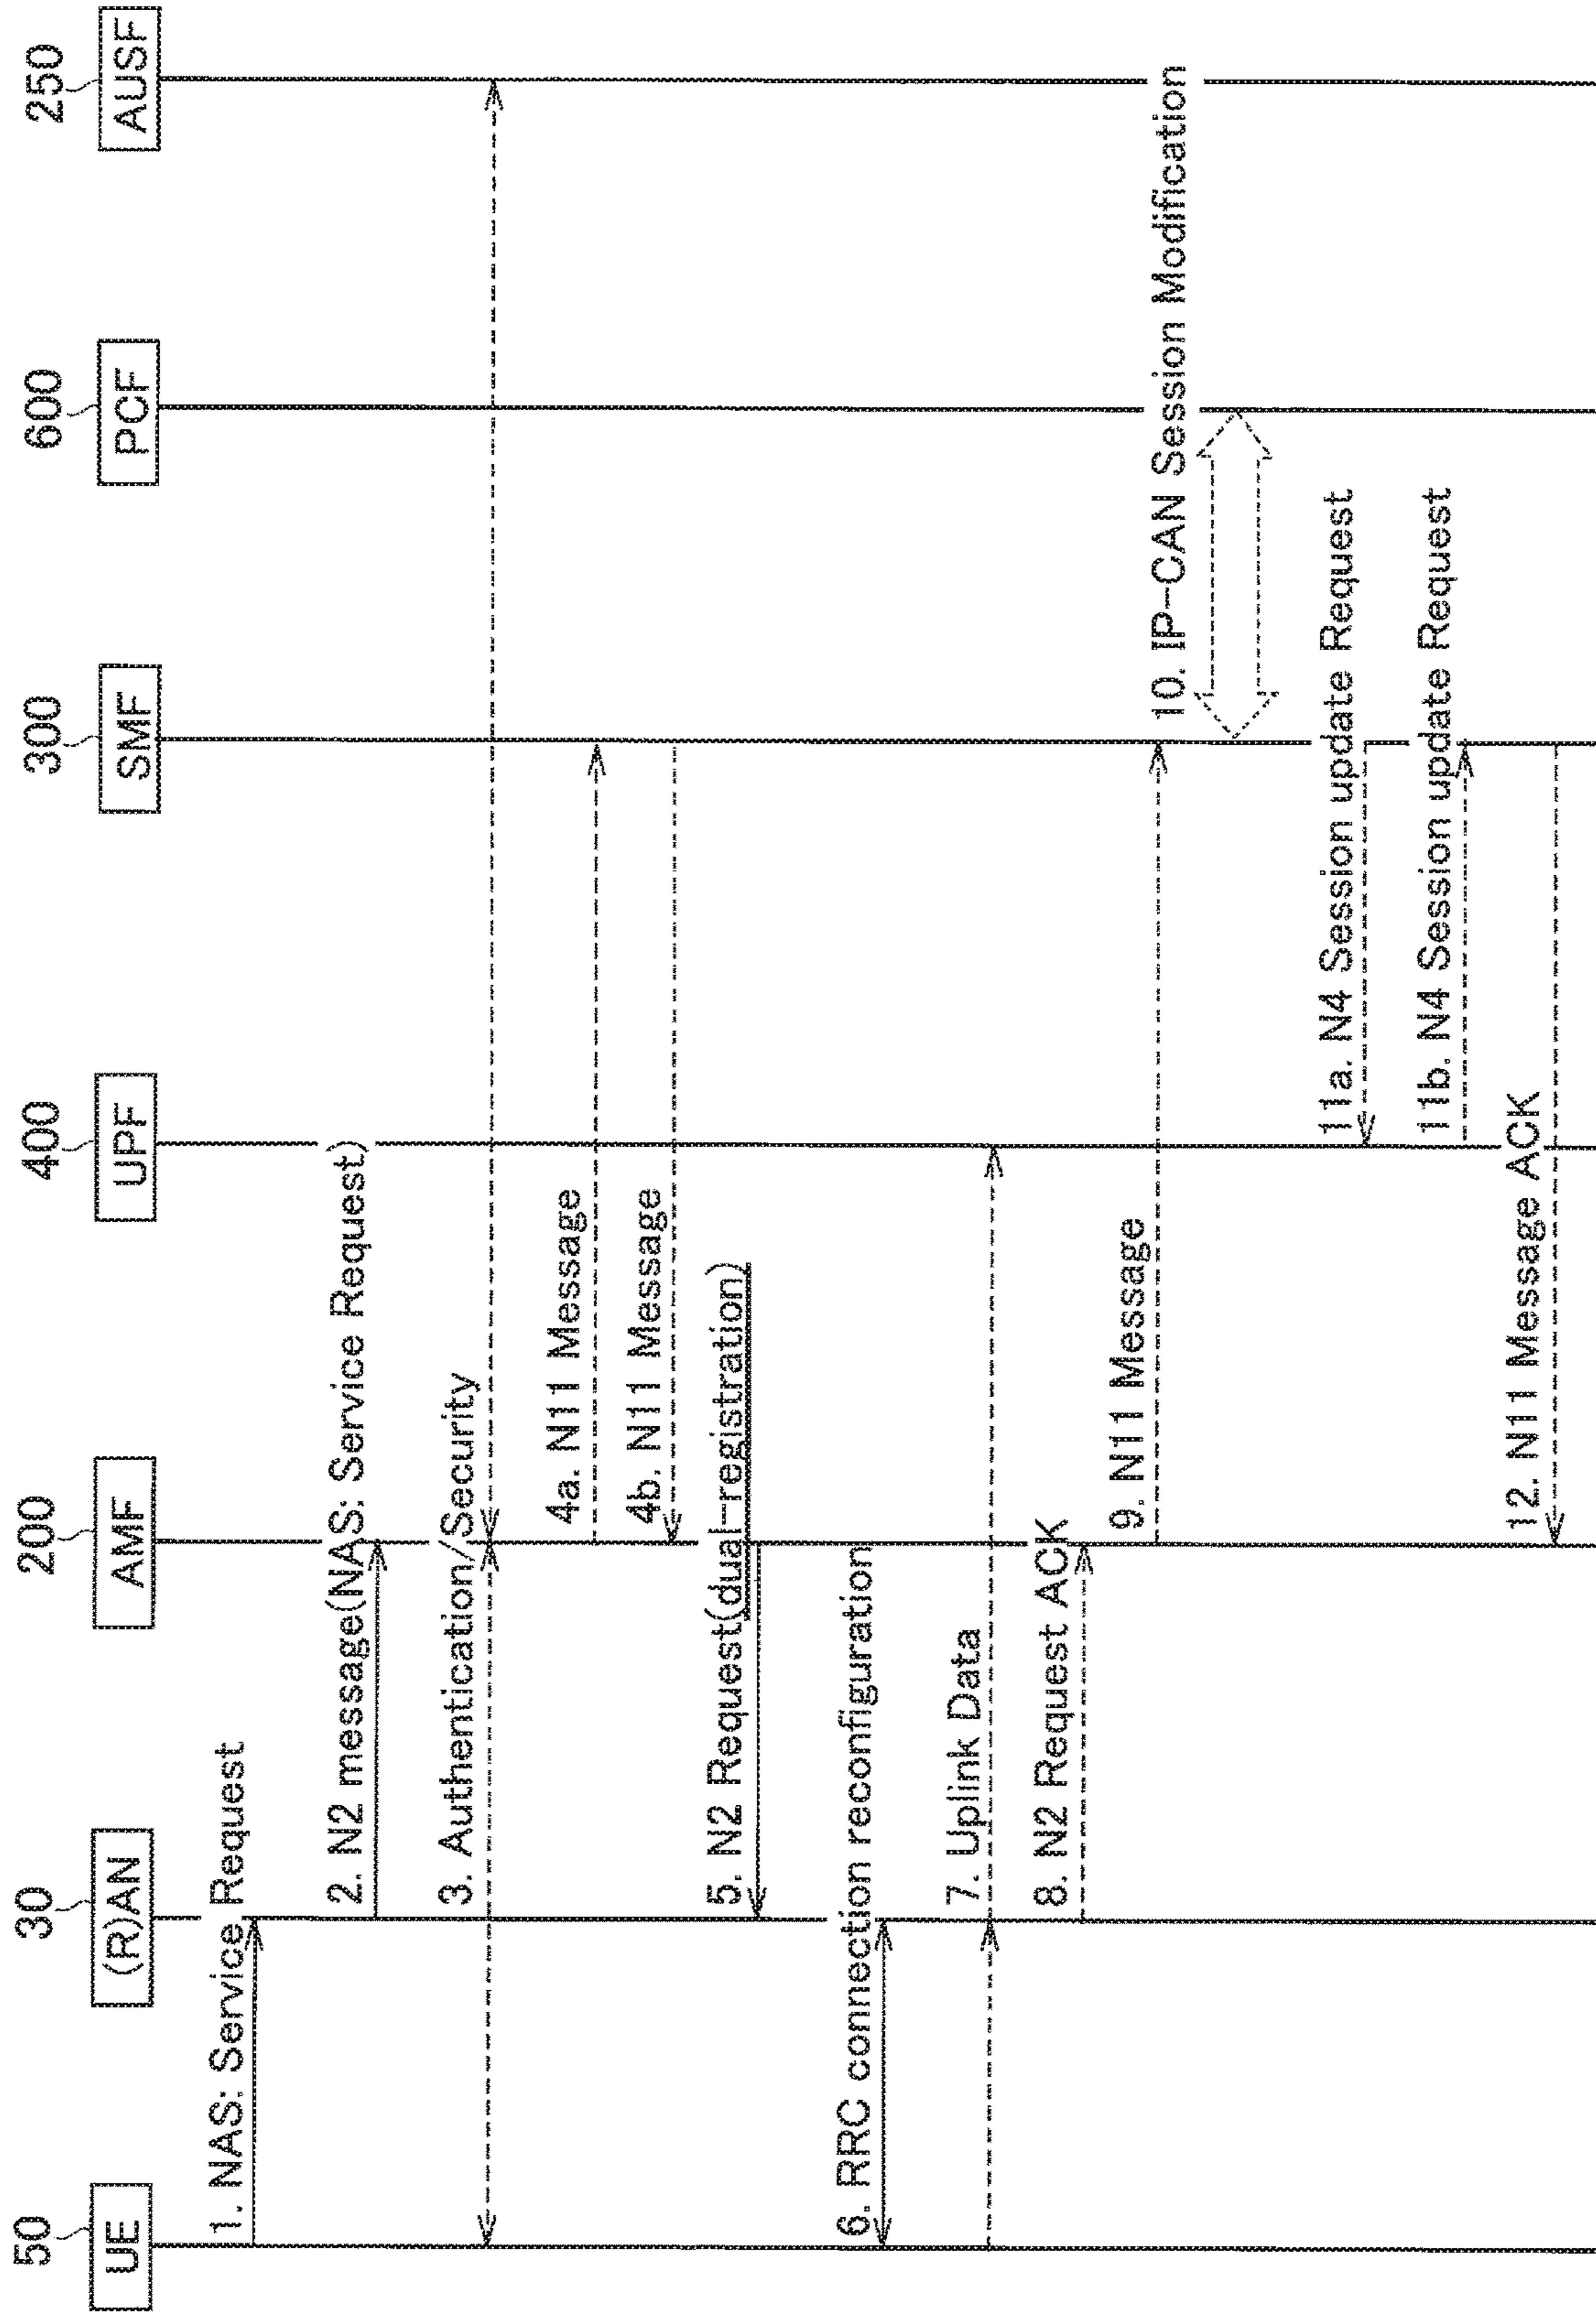 50
30
200
400
300
600
250
UE
(R)AN
AMF
UPF
SMF
PCF
AUSF
1. NAS: Service Request
2. N2 message(NAS: Service Request)
3. Authentication/Security
4a. N11 Message
4b. N11 Message
5. N2 Request(dual-registration)
6. RRC connection reconfiguration
7. Uplink Data
8. N2 Request ACK
9. N11 Message
10. IP-CAN Session Modification
11a. N4 Session update Request
11b. N4 Session update Request
12. N11 Message ACK